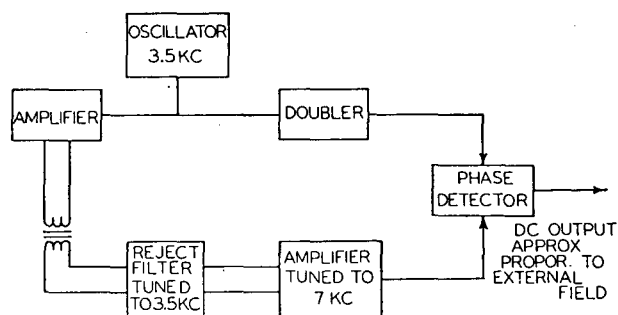 OSCILLATOR
3.5KC
AMPLIFIER
DOUBLER
PHASE
DETECTOR
REJECT
FILTER
TUNED
TO3.5KC
AMPLIFIER
TUNED TO
7 KC
DC OUTPUT
APPROX
PROPOR. TO
EXTERNAL
FIELD